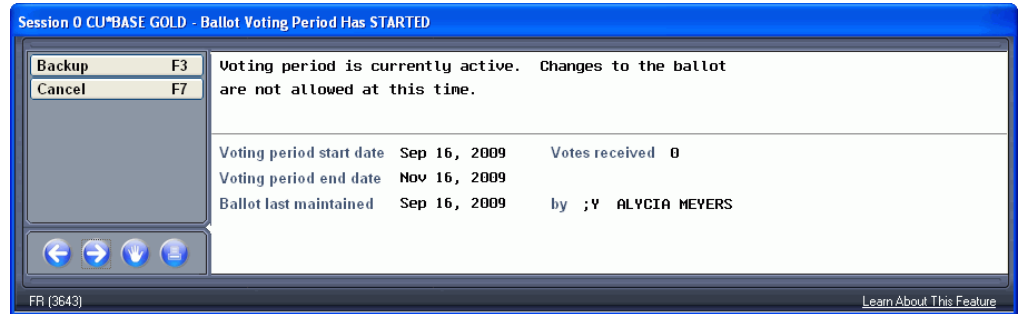 Session 0 CU*BASE GOLD - Ballot Voting Period Has STARTED
Backup F3
Cancel F7
Voting period is currently active. Changes to the ballot
are not allowed at this time.
Voting period start date Sep 16, 2009 Votes received 0
Voting period end date Nov 16, 2009
Ballot last maintained Sep 16, 2009 by ;Y ALYCIA MEYERS
FR (3643) Learn About This Feature